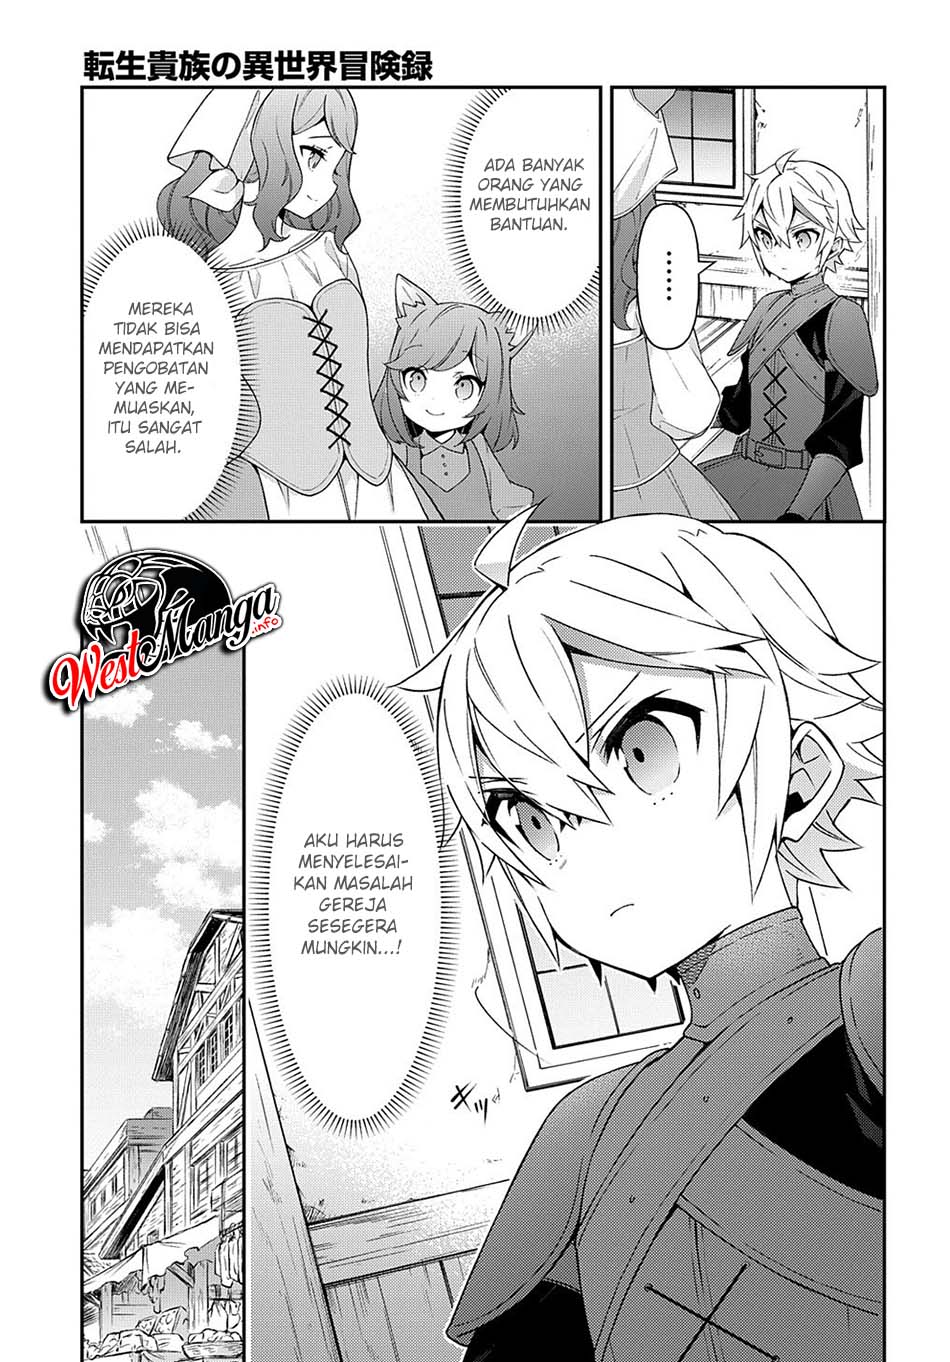 転生貴族の異世界冒険録
・・・・・・
ADA BANYAK
ORANG YANG
MEMBUTUHKAN
BANTUAN.
MEREKA
TIDAK BISA
MENDAPATKAN
PENGOBATAN
YANG ME-
MUASKAN,
ITU SANGAT
SALAH.
WestManga
.info
AKU HARUS
MENYELESAI-
KAN MASALAH
GEREJA
SESEGERA
MUNGKIN...!
ギッ